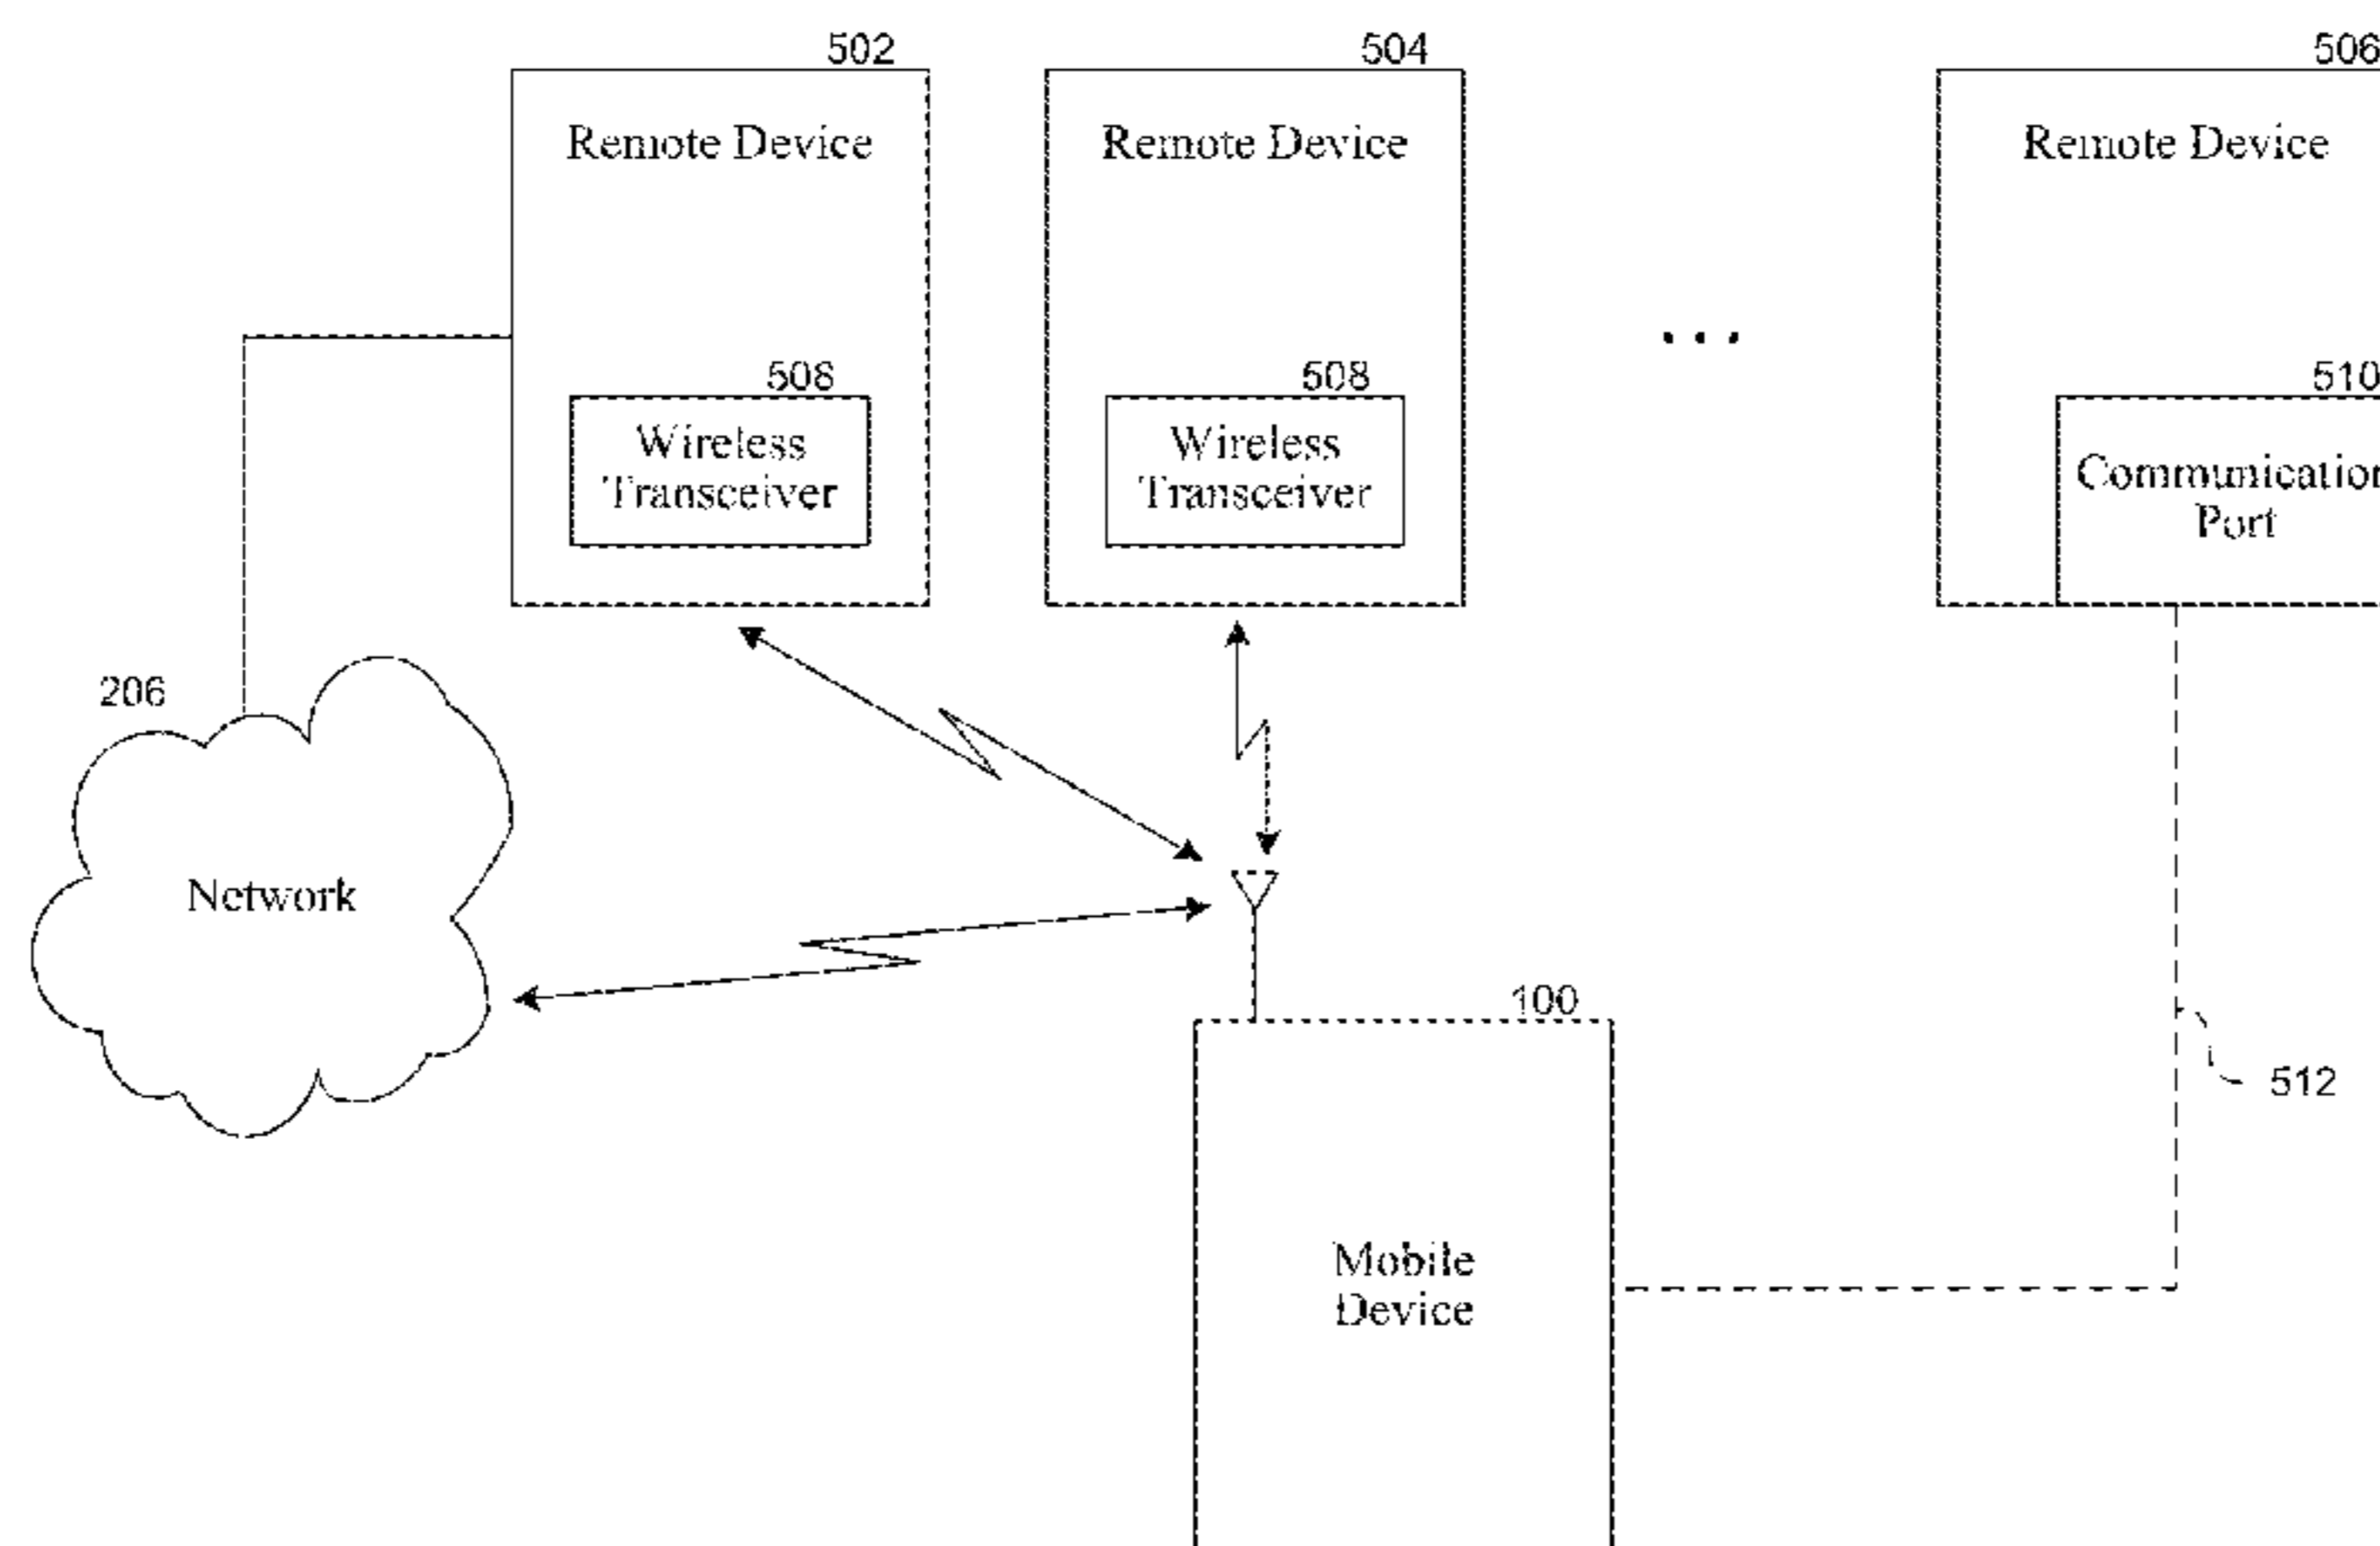 502
504
506
Remote Device
Remote Device
Remote Device
508
508
510
Wireless
Transceiver
Wireless
Transceiver
Communication
Port
206
Network
100
512
Mobile
Device